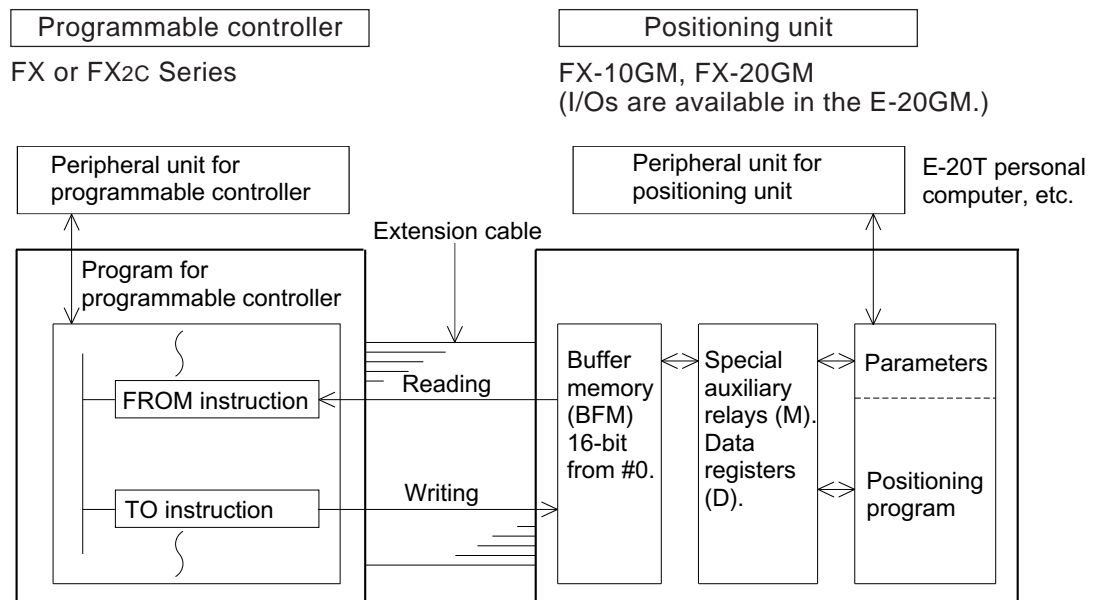 Programmable controller
FX or FX2C Series
Positioning unit
FX-10GM, FX-20GM
(I/Os are available in the E-20GM.)
Peripheral unit for
programmable controller
Peripheral unit for
positioning unit
E-20T personal
computer, etc.
Extension cable
Program for
programmable controller
FROM instruction
TO instruction
Reading
Writing
Buffer
memory
(BFM)
16-bit
from #0.
Special
auxiliary
relays (M).
Data
registers
(D).
Parameters
Positioning
program